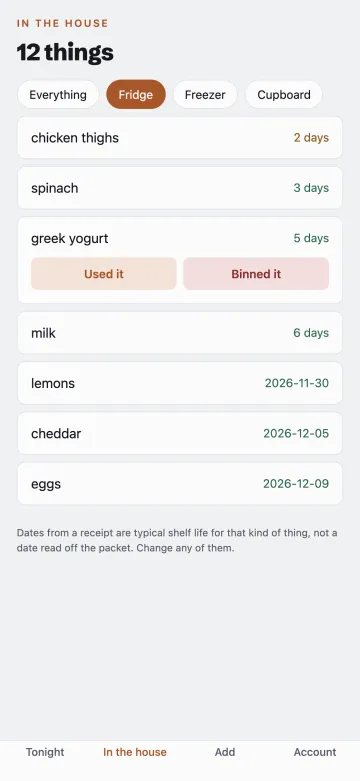 IN THE HOUSE
12 things
Everything Fridge Freezer Cupboard
chicken thighs 2 days
spinach 3 days
greek yogurt 5 days
Used it Binned it
milk 6 days
lemons 2026-11-30
cheddar 2026-12-05
eggs 2026-12-09
Dates from a receipt are typical shelf life for that kind of thing, not a
date read off the packet. Change any of them.
Tonight In the house Add Account